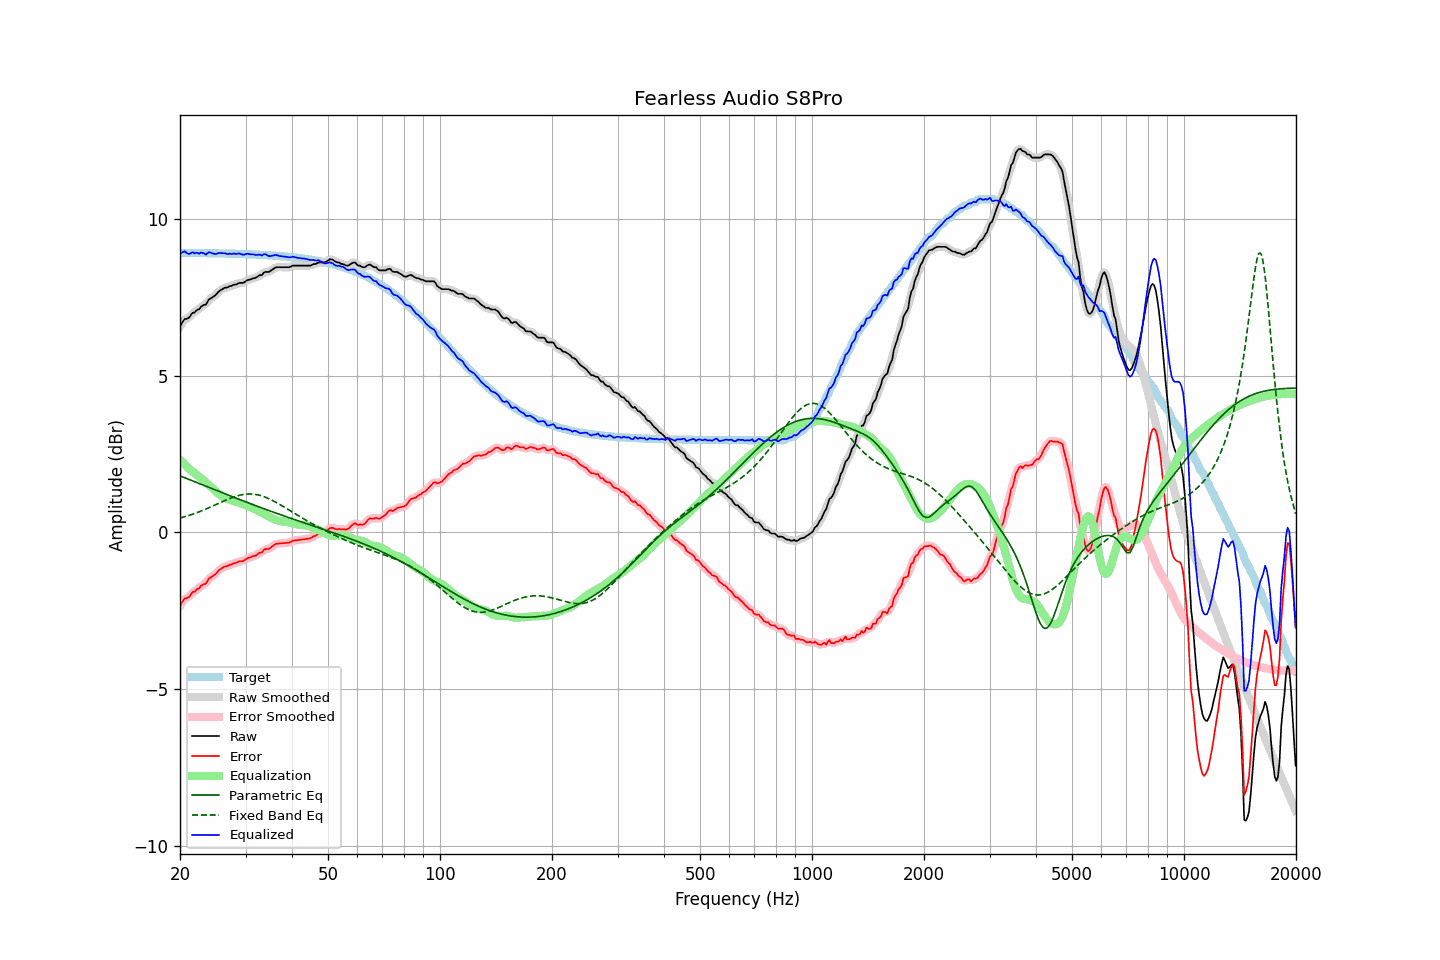 Fearless Audio S8Pro
Amplitude (dBr)
10
5
0
−5
−10
Target
Raw Smoothed
Error Smoothed
Raw
Error
Equalization
Parametric Eq
Fixed Band Eq
Equalized
20 50 100 200 500 1000 2000 5000 10000 20000
Frequency (Hz)